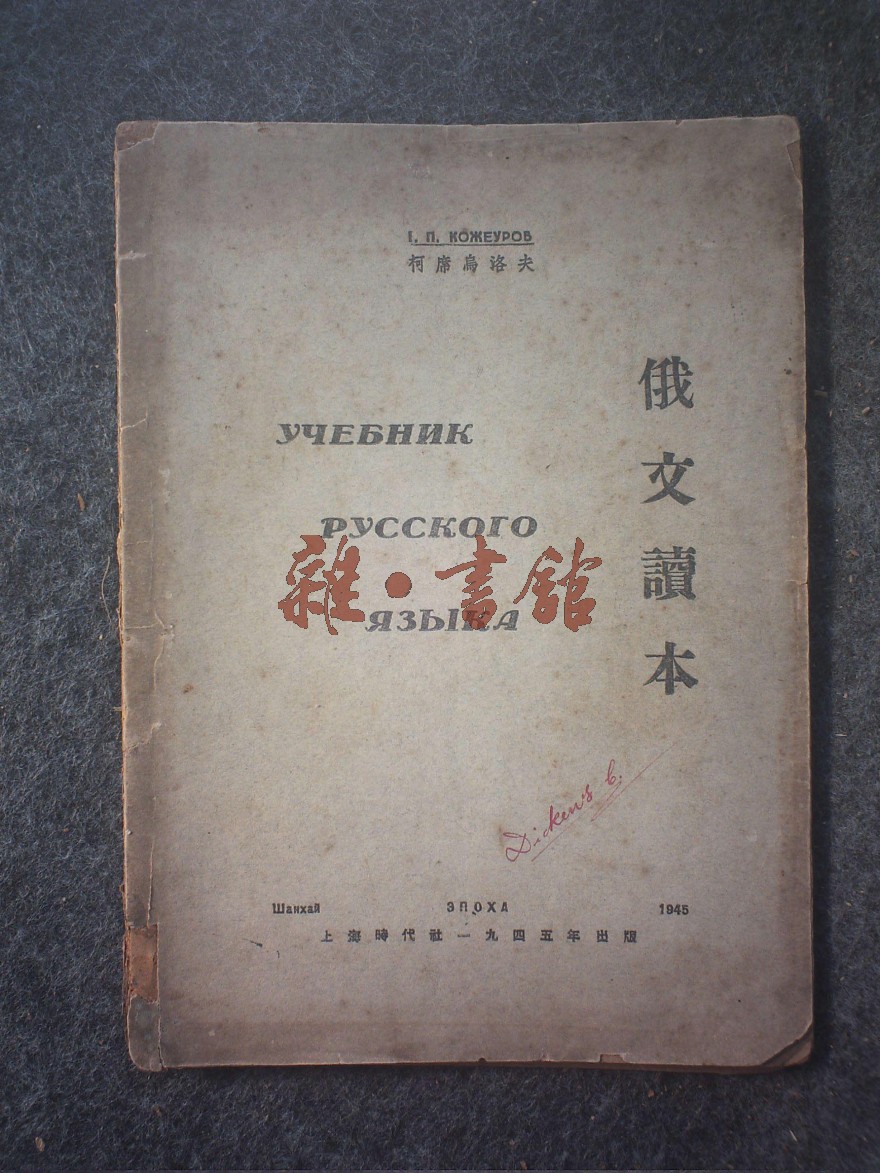 І. П. КОЖЕУРОВ
柯席烏洛夫
俄文讀本
УЧЕБНИК
РУССКОГО
ЯЗЫКА
雜·書館
Dicken's b.
Шанхай ЭПОХА 1945
上海時代社一九四五年出版